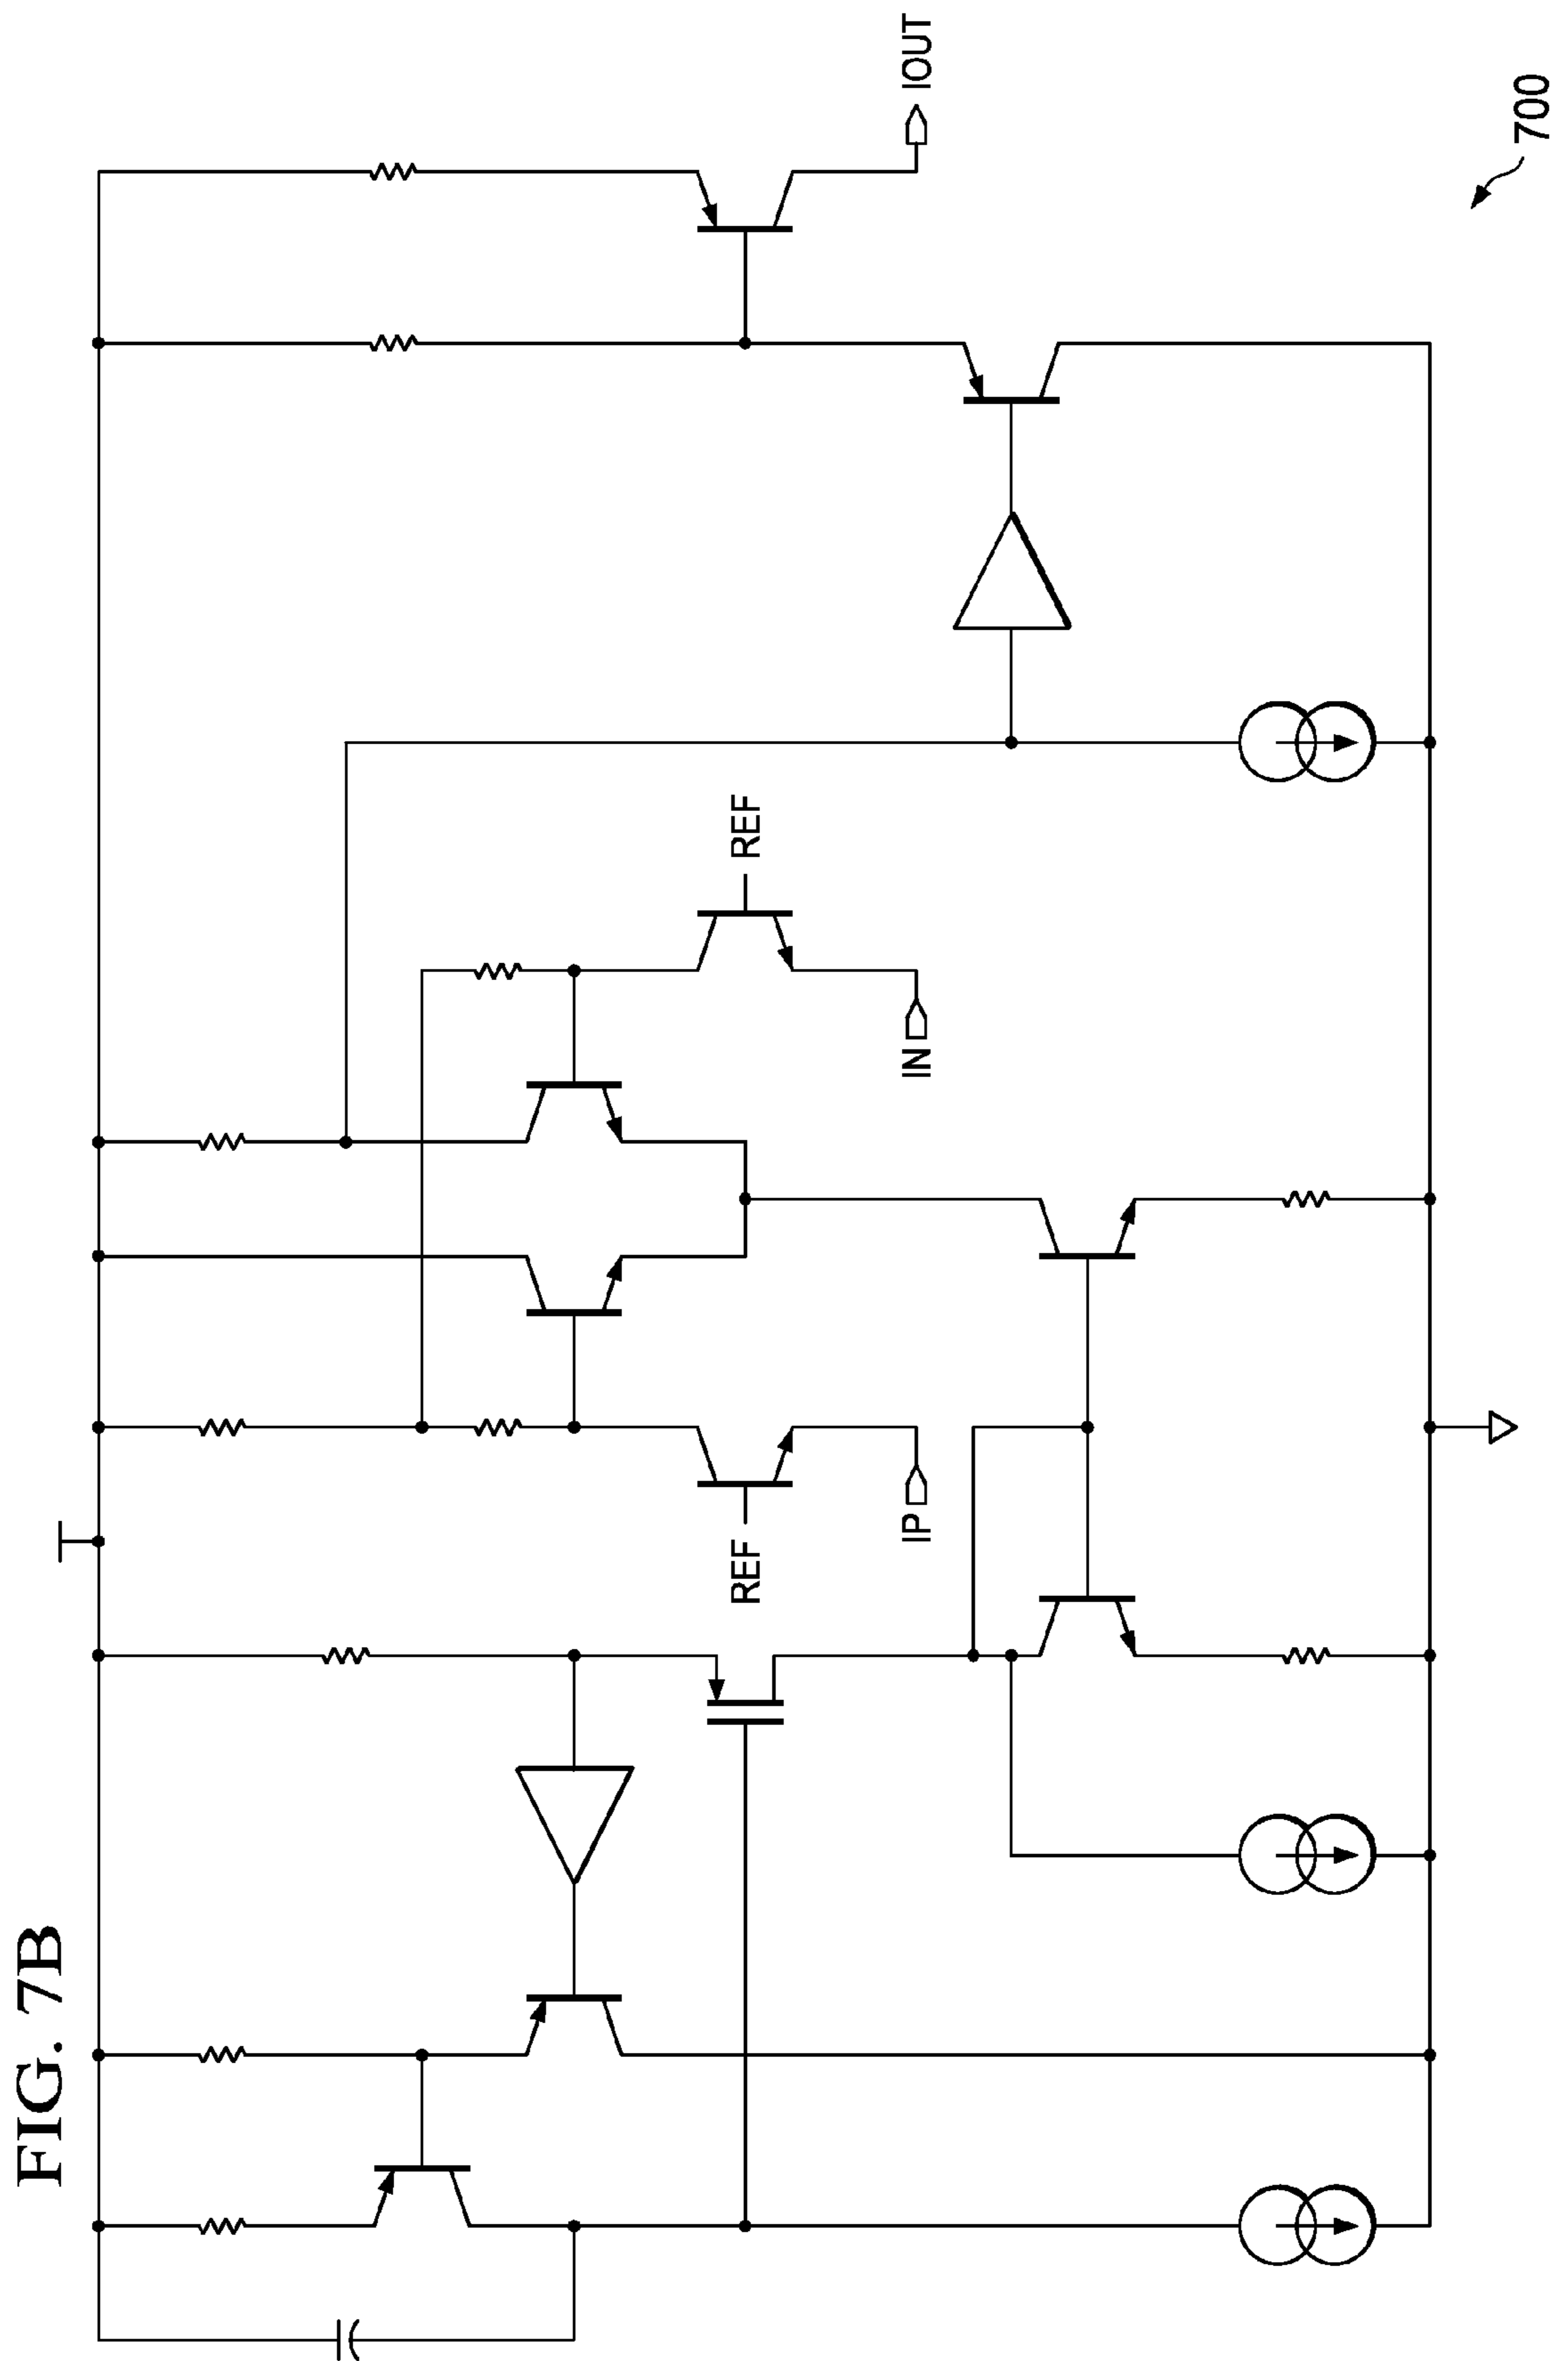 FIG. 7B
REF
IP
IN
REF
IOUT
700